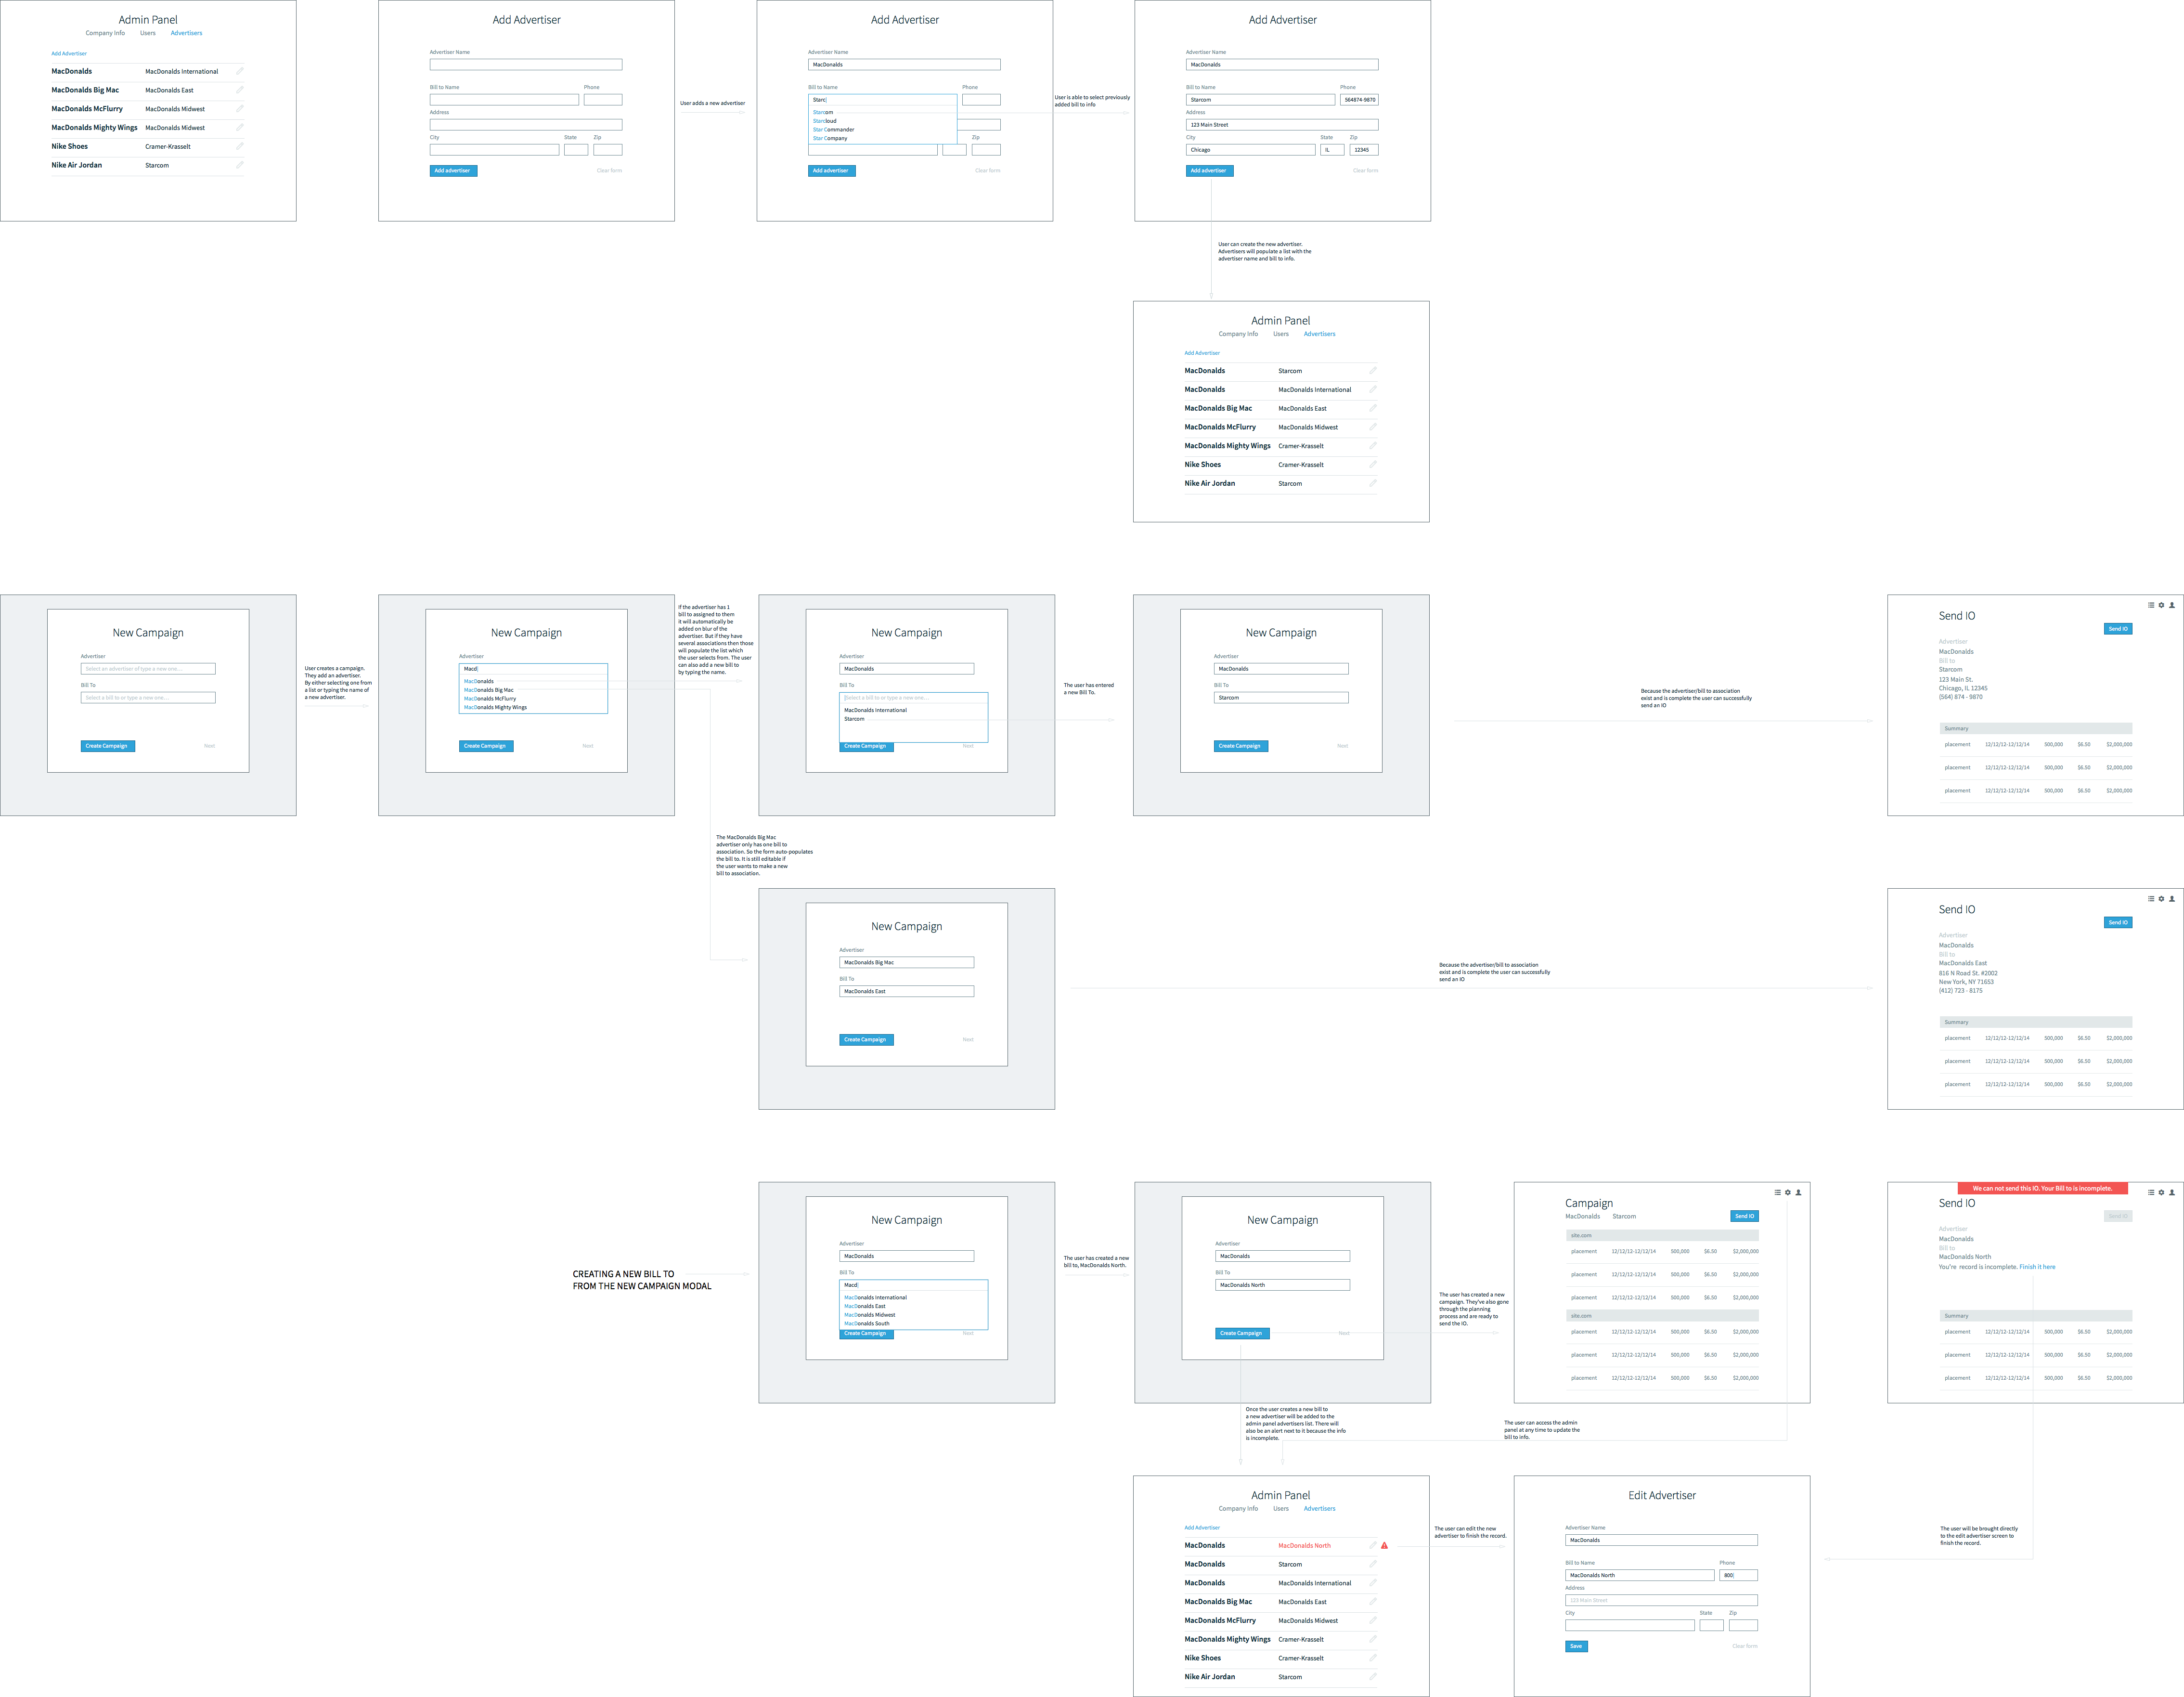 Admin Panel
Company Info Users Advertisers
Add Advertiser
MacDonalds MacDonalds International
MacDonalds Big Mac MacDonalds East
MacDonalds McFlurry MacDonalds Midwest
MacDonalds Mighty Wings MacDonalds Midwest
Nike Shoes Cramer-Krasselt
Nike Air Jordan Starcom
Add Advertiser
Advertiser Name
Bill to Name Phone
Address
City State Zip
Add advertiser Clear form
User adds a new advertiser
Add Advertiser
Advertiser Name
MacDonalds
Bill to Name Phone
Starc
Starcom
Starcloud
Star Commander
Star Company
Zip
Add advertiser Clear form
User is able to select previously
added bill to info
Add Advertiser
Advertiser Name
MacDonalds
Bill to Name Phone
Starcom 564874-9870
Address
123 Main Street
City State Zip
Chicago IL 12345
Add advertiser Clear form
User can create the new advertiser.
Advertisers will populate a list with the
advertiser name and bill to info.
Admin Panel
Company Info Users Advertisers
Add Advertiser
MacDonalds Starcom
MacDonalds MacDonalds International
MacDonalds Big Mac MacDonalds East
MacDonalds McFlurry MacDonalds Midwest
MacDonalds Mighty Wings Cramer-Krasselt
Nike Shoes Cramer-Krasselt
Nike Air Jordan Starcom
New Campaign
Advertiser
Select an advertiser of type a new one...
Bill To
Select a bill to or type a new one...
Create Campaign Next
User creates a campaign.
They add an advertiser.
By either selecting one from
a list or typing the name of
a new advertiser.
New Campaign
Advertiser
Macd
MacDonalds
MacDonalds Big Mac
MacDonalds McFlurry
MacDonalds Mighty Wings
Create Campaign Next
If the advertiser has 1
bill to assigned to them
it will automatically be
added on blur of the
advertiser. But if they have
several associations then those
will populate the list which
the user selects from. The user
can also add a new bill to
by typing the name.
New Campaign
Advertiser
MacDonalds
Bill To
Select a bill to or type a new one...
MacDonalds International
Starcom
Create Campaign Next
The user has entered
a new Bill To.
New Campaign
Advertiser
MacDonalds
Bill To
Starcom
Create Campaign Next
Because the advertiser/bill to association
exist and is complete the user can successfully
send an IO
Send IO
Send IO
Advertiser
MacDonalds
Bill to
Starcom
123 Main St.
Chicago, IL 12345
(564) 874 - 9870
Summary
placement 12/12/12-12/12/14 500,000 $6.50 $2,000,000
placement 12/12/12-12/12/14 500,000 $6.50 $2,000,000
placement 12/12/12-12/12/14 500,000 $6.50 $2,000,000
The MacDonalds Big Mac
advertiser only has one bill to
association. So the form auto-populates
the bill to. It is still editable if
the user wants to make a new
bill to association.
New Campaign
Advertiser
MacDonalds Big Mac
Bill To
MacDonalds East
Create Campaign Next
Because the advertiser/bill to association
exist and is complete the user can successfully
send an IO
Send IO
Send IO
Advertiser
MacDonalds
Bill to
MacDonalds East
816 N Road St. #2002
New York, NY 71653
(412) 723 - 8175
Summary
placement 12/12/12-12/12/14 500,000 $6.50 $2,000,000
placement 12/12/12-12/12/14 500,000 $6.50 $2,000,000
placement 12/12/12-12/12/14 500,000 $6.50 $2,000,000
CREATING A NEW BILL TO
FROM THE NEW CAMPAIGN MODAL
New Campaign
Advertiser
MacDonalds
Bill To
Macd
MacDonalds International
MacDonalds East
MacDonalds Midwest
MacDonalds South
Create Campaign Next
The user has created a new
bill to, MacDonalds North.
New Campaign
Advertiser
MacDonalds
Bill To
MacDonalds North
Create Campaign Next
The user has created a new
campaign. They've also gone
through the planning
process and are ready to
send the IO.
Campaign
MacDonalds Starcom Send IO
site.com
placement 12/12/12-12/12/14 500,000 $6.50 $2,000,000
placement 12/12/12-12/12/14 500,000 $6.50 $2,000,000
placement 12/12/12-12/12/14 500,000 $6.50 $2,000,000
site.com
placement 12/12/12-12/12/14 500,000 $6.50 $2,000,000
placement 12/12/12-12/12/14 500,000 $6.50 $2,000,000
placement 12/12/12-12/12/14 500,000 $6.50 $2,000,000
We can not send this IO. Your Bill to is incomplete.
Send IO
Send IO
Advertiser
MacDonalds
Bill to
MacDonalds North
You're record is incomplete. Finish it here
Summary
placement 12/12/12-12/12/14 500,000 $6.50 $2,000,000
placement 12/12/12-12/12/14 500,000 $6.50 $2,000,000
placement 12/12/12-12/12/14 500,000 $6.50 $2,000,000
Once the user creates a new bill to
a new advertiser will be added to the
admin panel advertisers list. There will
also be an alert next to it because the info
is incomplete.
The user can access the admin
panel at any time to update the
bill to info.
Admin Panel
Company Info Users Advertisers
Add Advertiser
MacDonalds MacDonalds North
MacDonalds Starcom
MacDonalds MacDonalds International
MacDonalds Big Mac MacDonalds East
MacDonalds McFlurry MacDonalds Midwest
MacDonalds Mighty Wings Cramer-Krasselt
Nike Shoes Cramer-Krasselt
Nike Air Jordan Starcom
The user can edit the new
advertiser to finish the record.
Edit Advertiser
Advertiser Name
MacDonalds
Bill to Name Phone
MacDonalds North 800
Address
123 Main Street
City State Zip
Save Clear form
The user will be brought directly
to the edit advertiser screen to
finish the record.